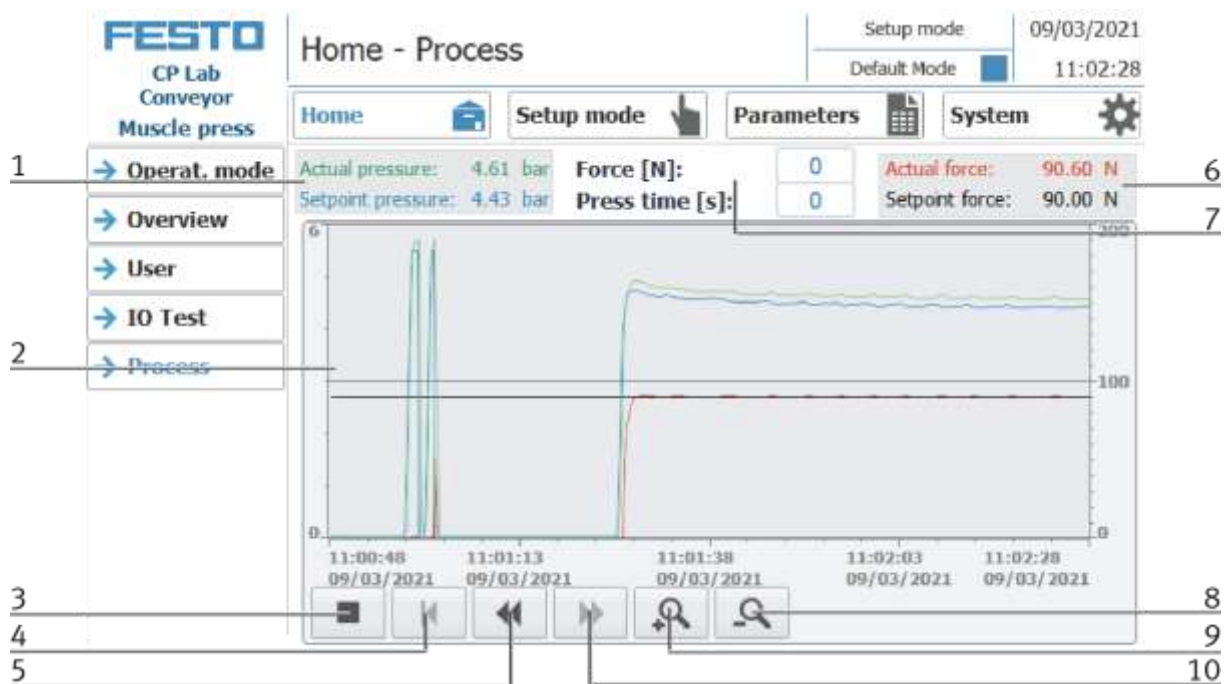 FESTO
CP Lab
Conveyor
Muscle press
Home - Process
Setup mode
Default Mode
09/03/2021
11:02:28
Home
Setup mode
Parameters
System
1
Operat. mode
Overview
User
IO Test
Process
Actual pressure: 4.61 bar
Setpoint pressure: 4.43 bar
Force [N]: 0
Press time [s]: 0
Actual force: 90.60 N
Setpoint force: 90.00 N
6
7
6
200
2
100
0
0
11:00:48 11:01:13 11:01:38 11:02:03 11:02:28
09/03/2021 09/03/2021 09/03/2021 09/03/2021 09/03/2021
3
4
5
8
9
10